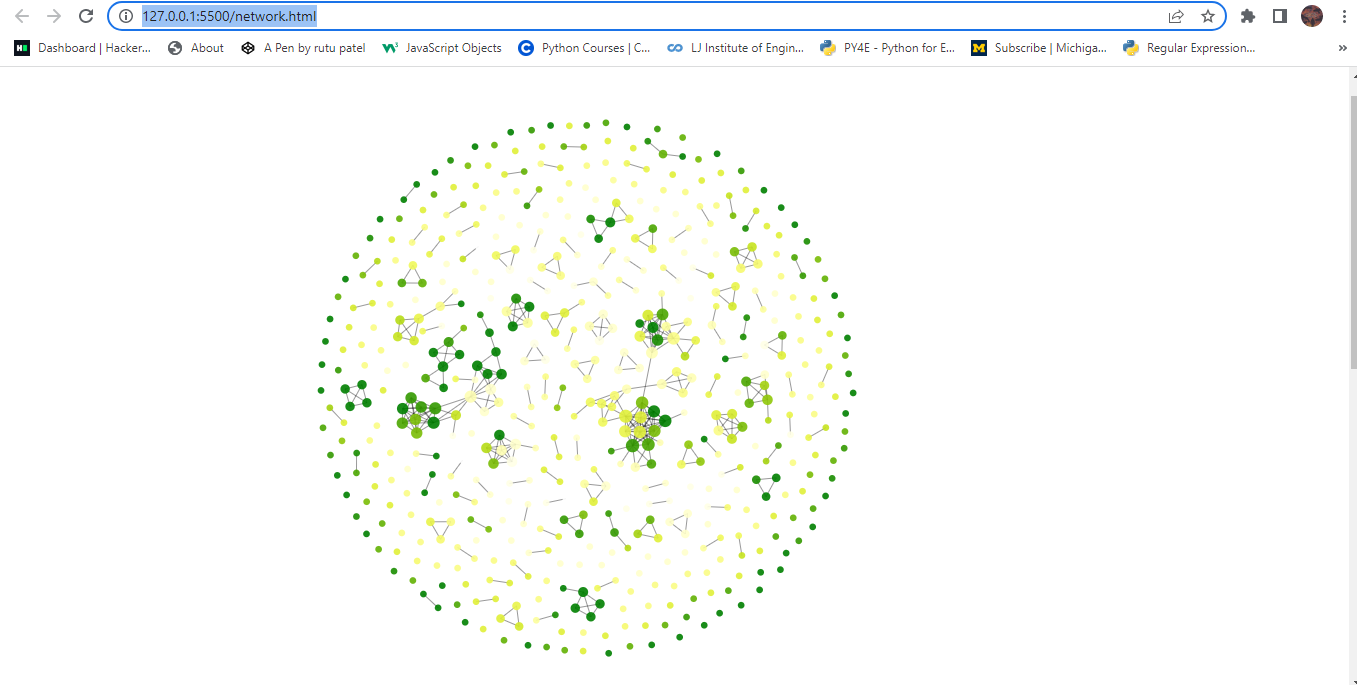 127.0.0.1:5500/network.html
Dashboard | Hacker... About A Pen by rutu patel JavaScript Objects Python Courses | C... LJ Institute of Engin... PY4E - Python for E... Subscribe | Michiga... Regular Expression...